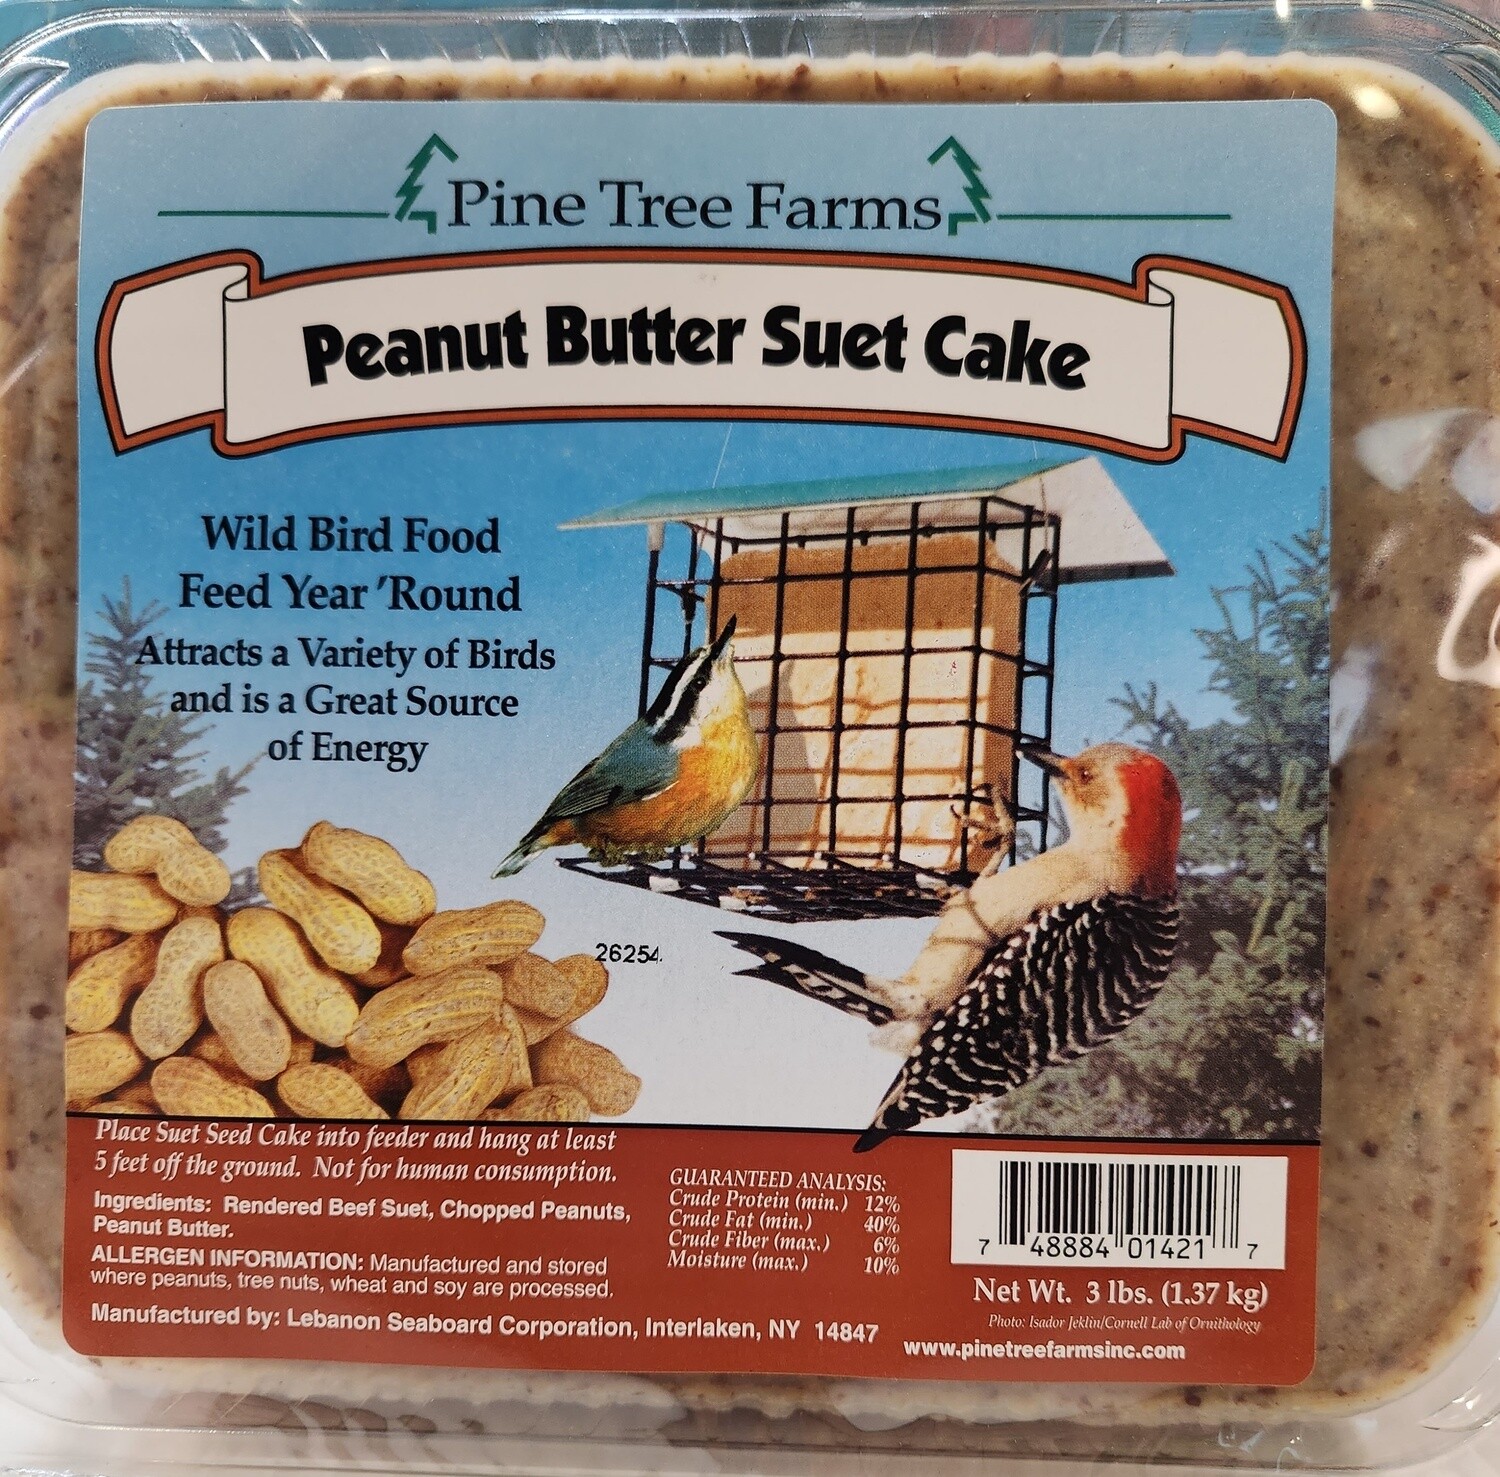 Pine Tree Farms
Peanut Butter Suet Cake
Wild Bird Food
Feed Year 'Round
Attracts a Variety of Birds
and is a Great Source
of Energy
26254.
Place Suet Seed Cake into feeder and hang at least
5 feet off the ground. Not for human consumption.
Ingredients: Rendered Beef Suet, Chopped Peanuts,
Peanut Butter.
ALLERGEN INFORMATION: Manufactured and stored
where peanuts, tree nuts, wheat and soy are processed.
Manufactured by: Lebanon Seaboard Corporation, Interlaken, NY 14847
GUARANTEED ANALYSIS:
Crude Protein (min.) 12%
Crude Fat (min.) 40%
Crude Fiber (max.) 6%
Moisture (max.) 10%
7 48884 01421 7
Net Wt. 3 lbs. (1.37 kg)
Photo: Isador Jeklin/Cornell Lab of Ornithology
www.pinetreefarmsinc.com